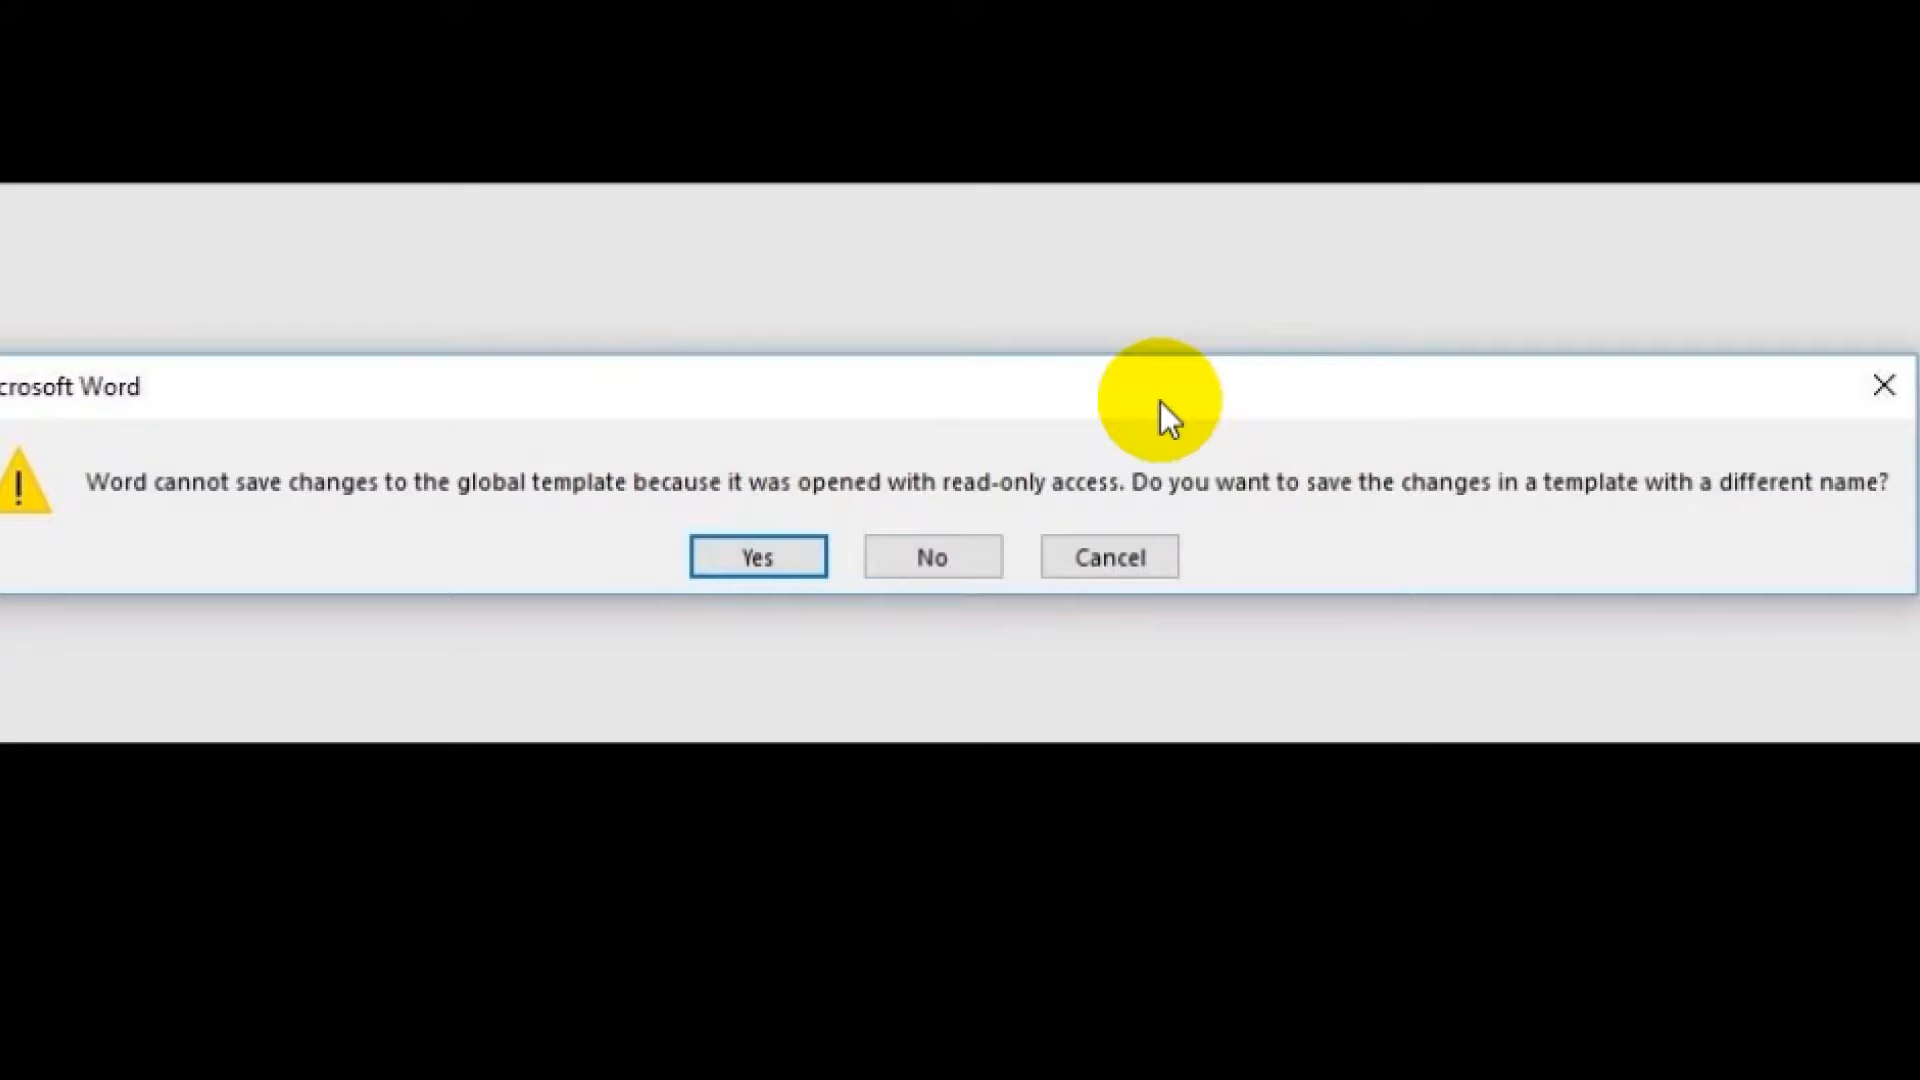 crosoft Word
Word cannot save changes to the global template because it was opened with read-only access. Do you want to save the changes in a template with a different name?
Yes No Cancel